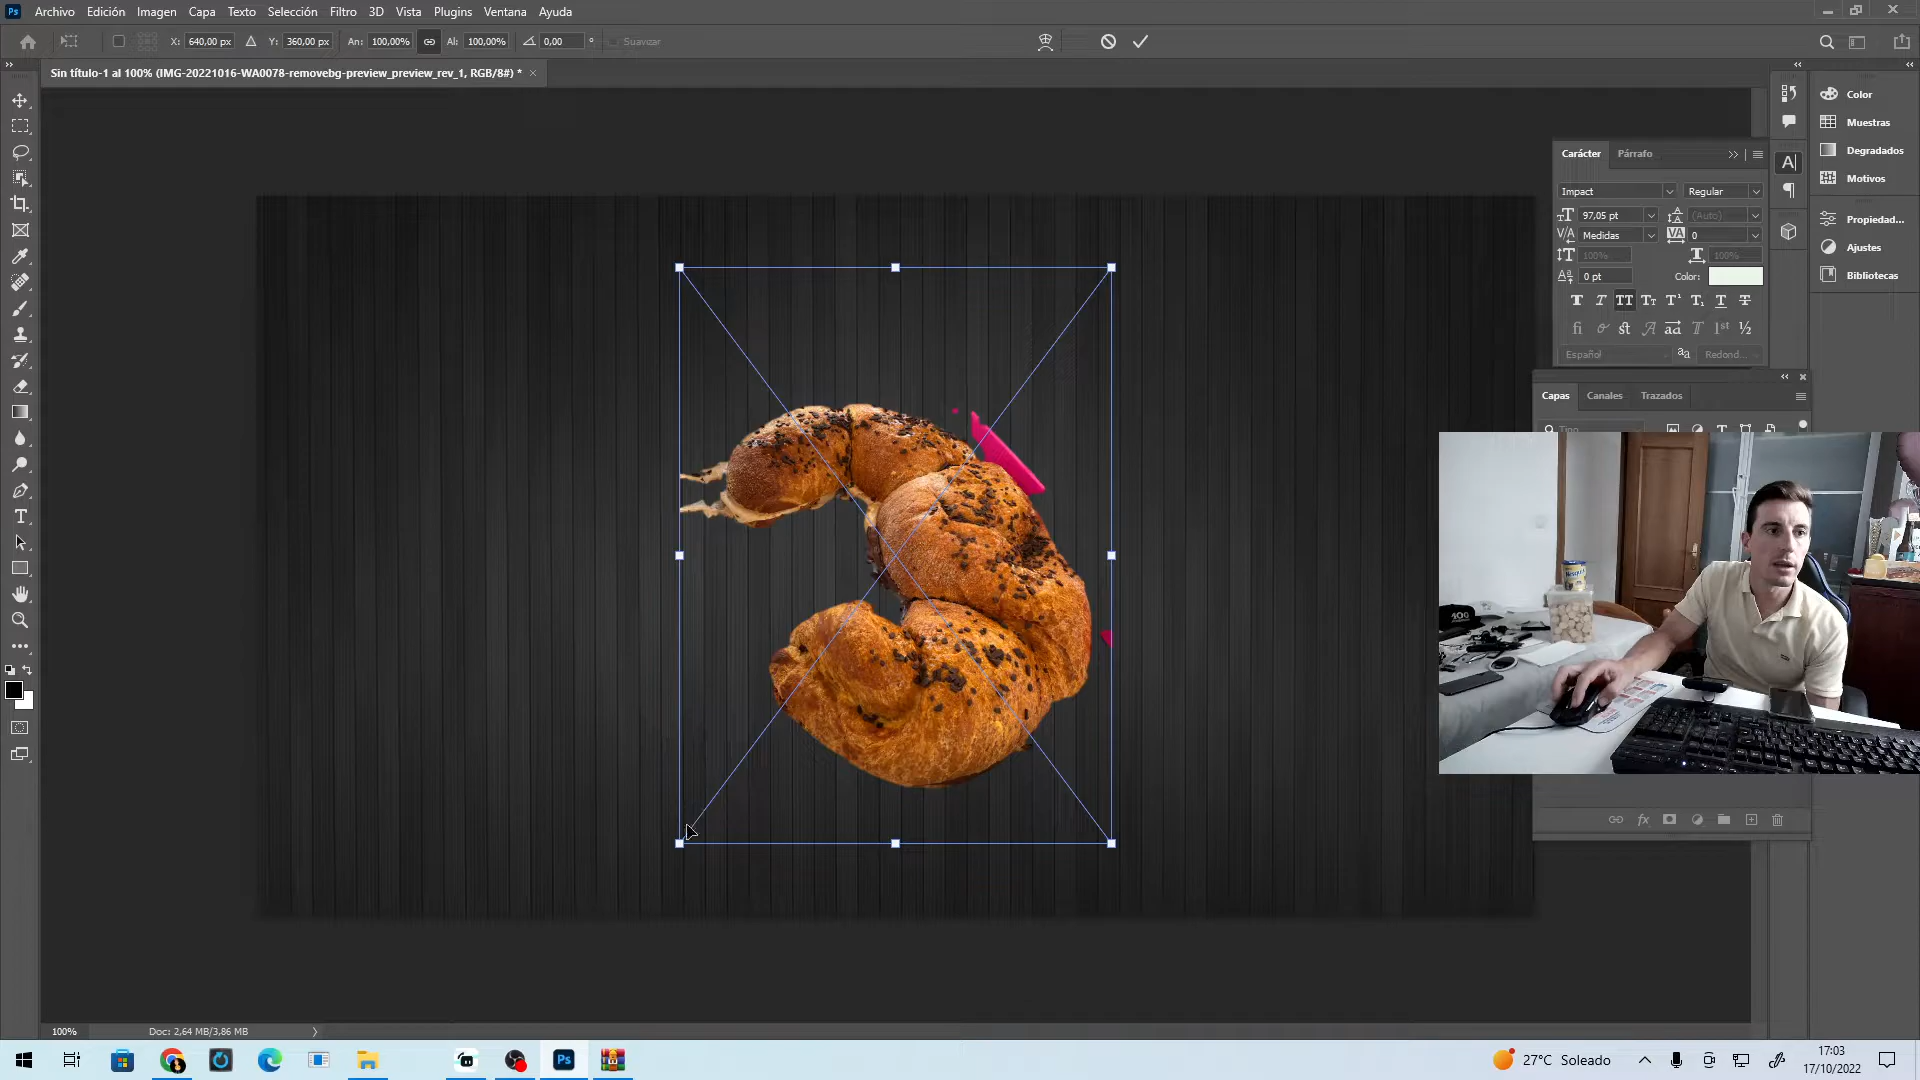 Ps Archivo Edición Imagen Capa Texto Selección Filtro 3D Vista Plugins Ventana Ayuda
X: 640,00 px Y: 360,00 px An: 100,00% Al: 100,00% 0,00 ° Suavizar
Sin título-1 al 100% (IMG-20221016-WA0078-removebg-preview_preview_rev_1, RGB/8#) * ×
Color
Muestras
Degradados
Motivos
Propiedad...
Ajustes
Bibliotecas
Carácter Párrafo
Impact Regular
97,05 pt (Auto)
Medidas 0
100% 100%
0 pt Color:
Español Redond...
Capas Canales Trazados
Tipo
100% Doc: 2,64 MB/3,86 MB
27°C Soleado
17:03
17/10/2022